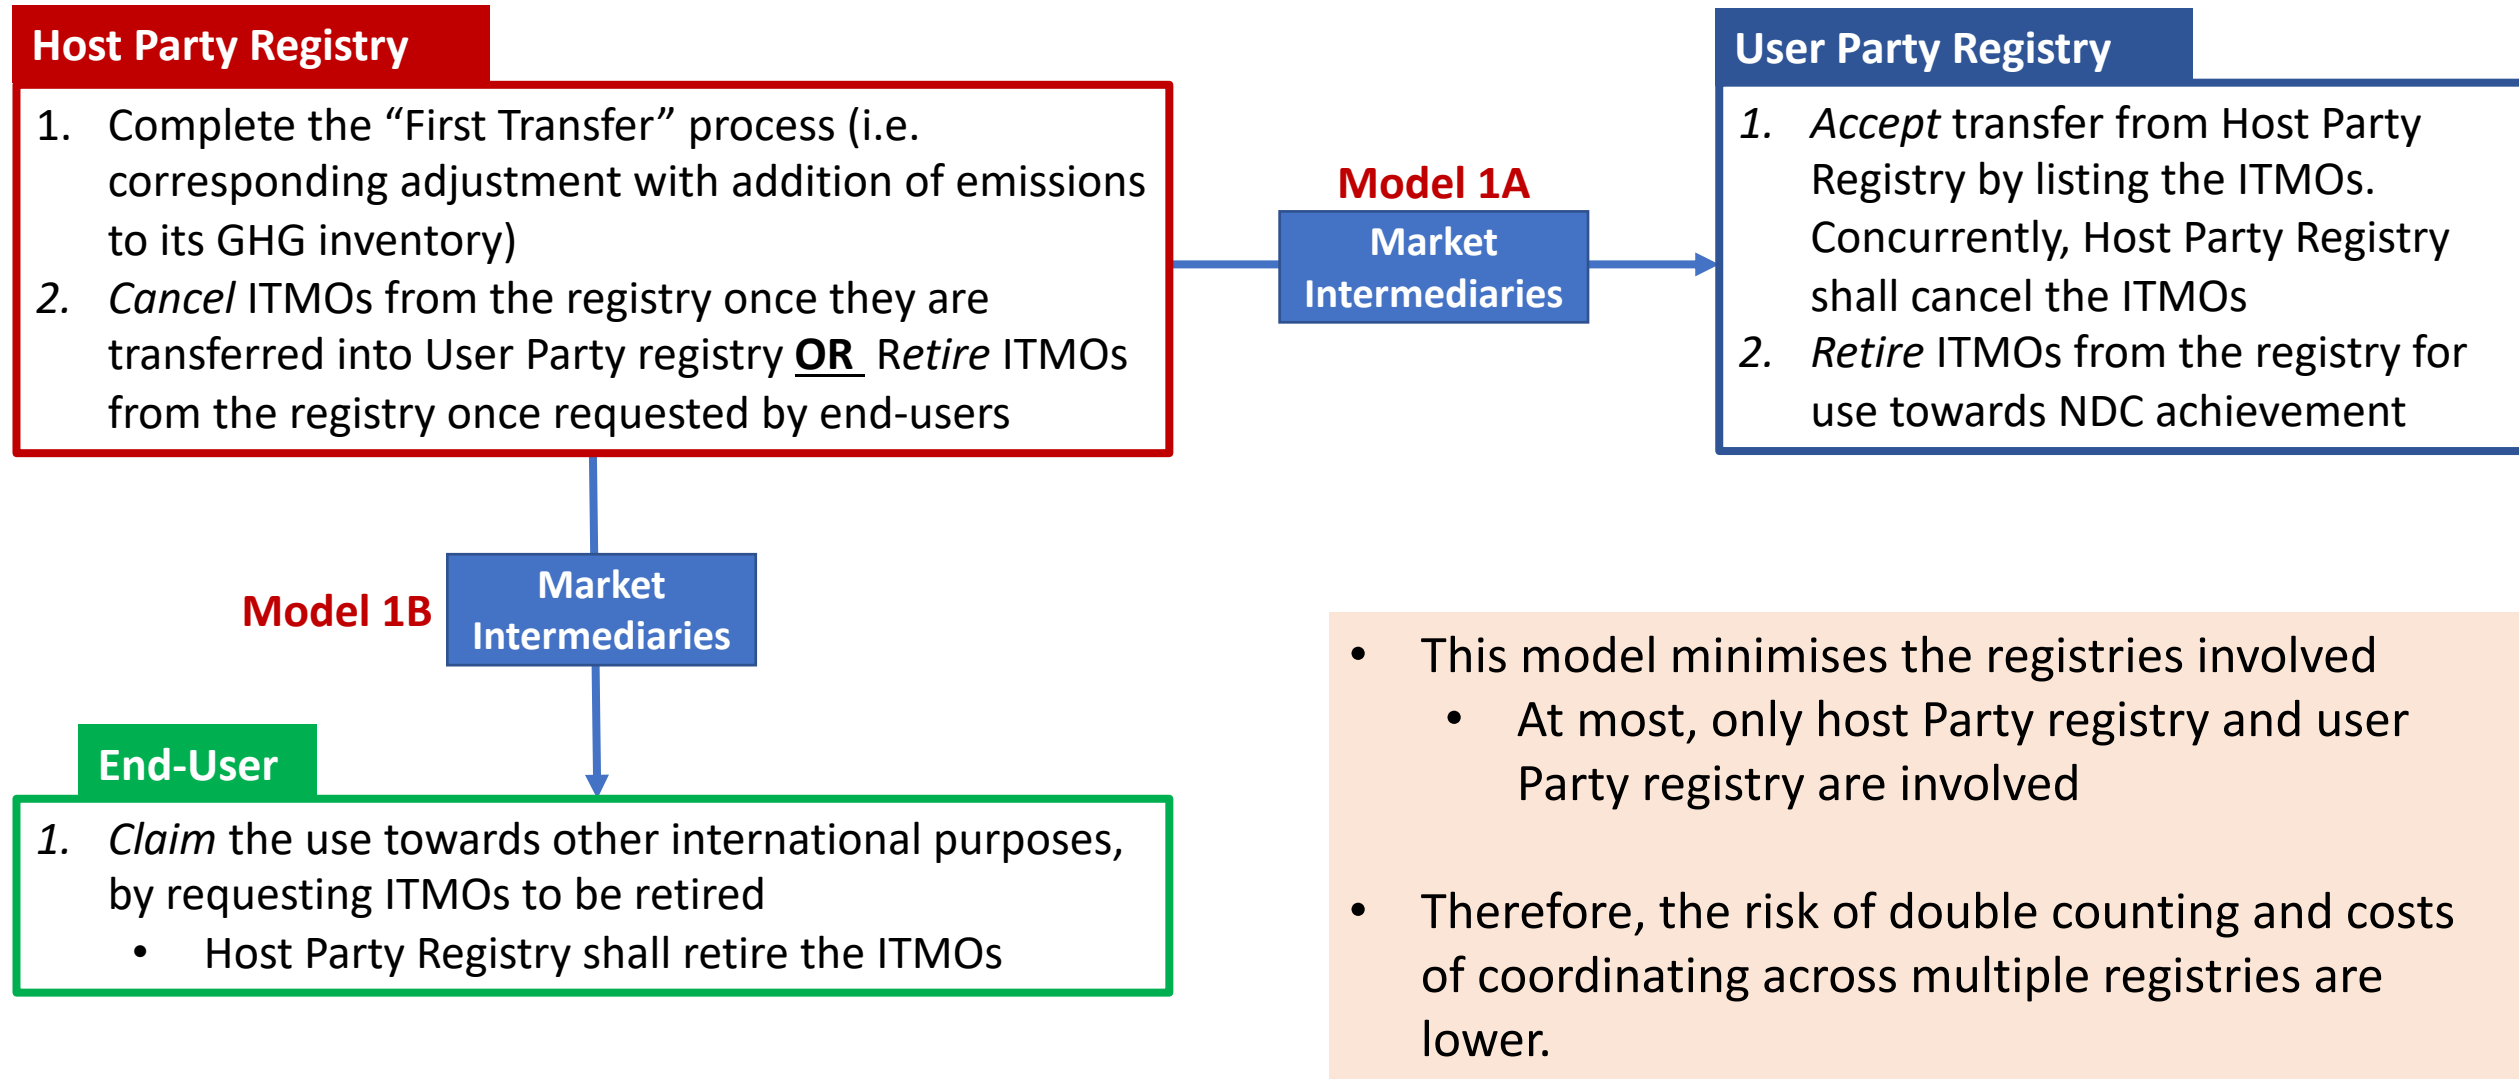 Host Party Registry
1. Complete the “First Transfer” process (i.e.
corresponding adjustment with addition of emissions
to its GHG inventory)
2. Cancel ITMOs from the registry once they are
transferred into User Party registry OR Retire ITMOs
from the registry once requested by end-users
Model 1A
Market
Intermediaries
User Party Registry
1. Accept transfer from Host Party
Registry by listing the ITMOs.
Concurrently, Host Party Registry
shall cancel the ITMOs
2. Retire ITMOs from the registry for
use towards NDC achievement
Model 1B
Market
Intermediaries
End-User
1. Claim the use towards other international purposes,
by requesting ITMOs to be retired
• Host Party Registry shall retire the ITMOs
• This model minimises the registries involved
• At most, only host Party registry and user
Party registry are involved
• Therefore, the risk of double counting and costs
of coordinating across multiple registries are
lower.